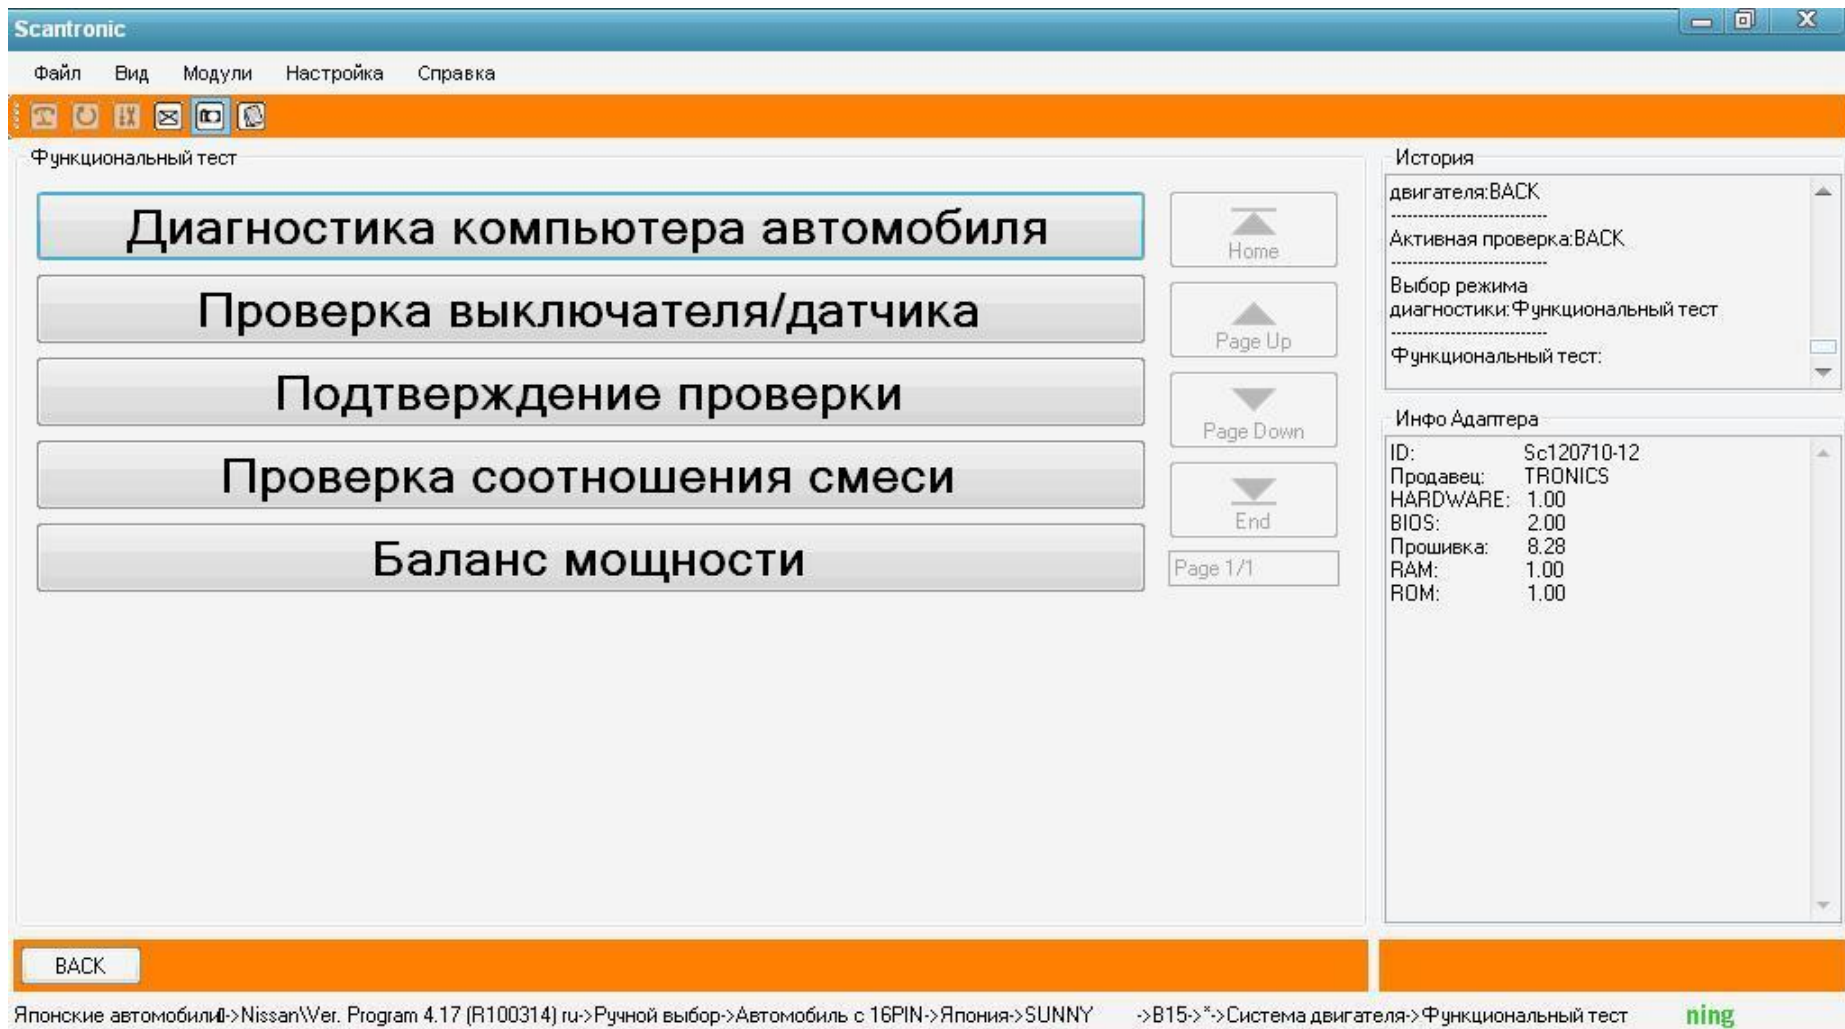 Scantronic
Файл Вид Модули Настройка Справка
Функциональный тест
Диагностика компьютера автомобиля
Проверка выключателя/датчика
Подтверждение проверки
Проверка соотношения смеси
Баланс мощности
Home
Page Up
Page Down
End
Page 1/1
История
двигателя:BACK
----------------------------
Активная проверка:BACK
----------------------------
Выбор режима
диагностики:Функциональный тест
----------------------------
Функциональный тест:
Инфо Адаптера
ID: Sc120710-12
Продавец: TRONICS
HARDWARE: 1.00
BIOS: 2.00
Прошивка: 8.28
RAM: 1.00
ROM: 1.00
BACK
Японские автомобили->Nissan\Ver. Program 4.17 (R100314) ru->Ручной выбор->Автомобиль с 16PIN->Япония->SUNNY ->B15->*->Система двигателя->Функциональный тест ning